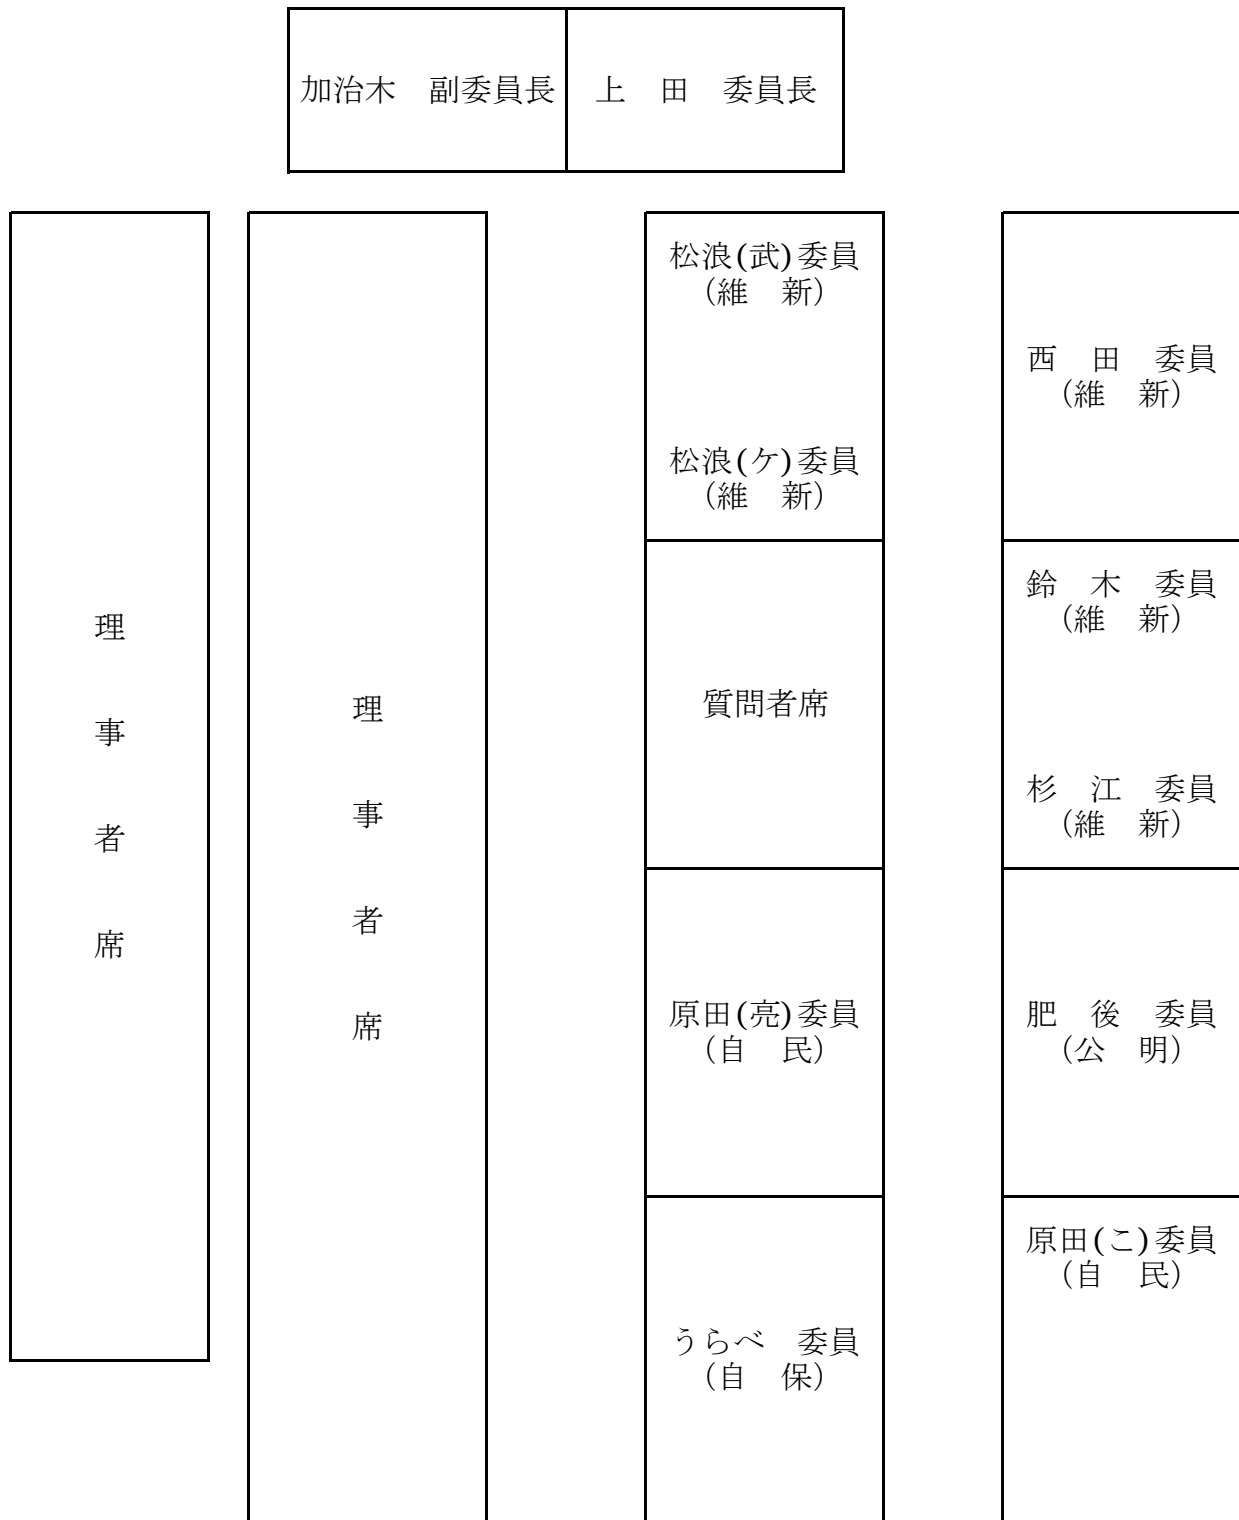 加治木　副委員長
上　田　委員長
理事者席
理事者席
松浪(武)委員
（維　新）
松浪(ケ)委員
（維　新）
質問者席
原田(亮)委員
（自　民）
うらべ　委員
（自　保）
西　田　委員
（維　新）
鈴　木　委員
（維　新）
杉　江　委員
（維　新）
肥　後　委員
（公　明）
原田(こ)委員
（自　民）